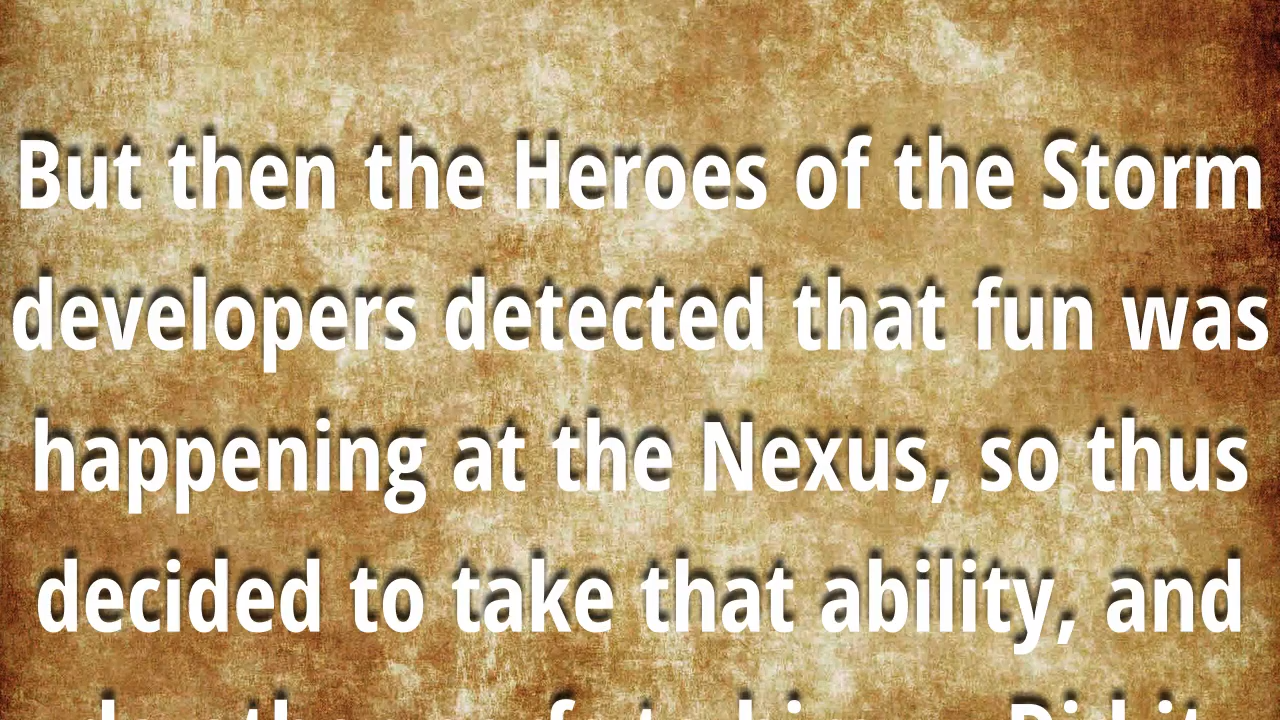 But then the Heroes of the Storm
developers detected that fun was
happening at the Nexus, so thus
decided to take that ability, and